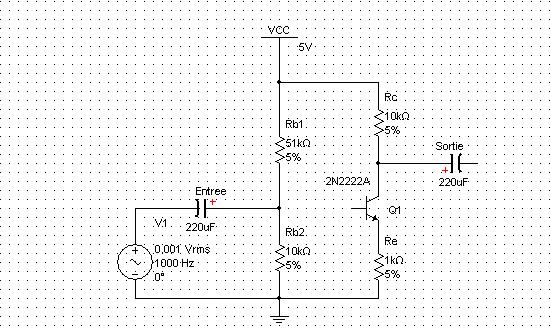 VCC
5V
Rc
10kΩ
5%
Rb1
51kΩ
5%
Sortie
+
220uF
2N2222A
Q1
Entree
+
220uF
V1
0,001 Vrms
1000 Hz
0°
Rb2
10kΩ
5%
Re
1kΩ
5%